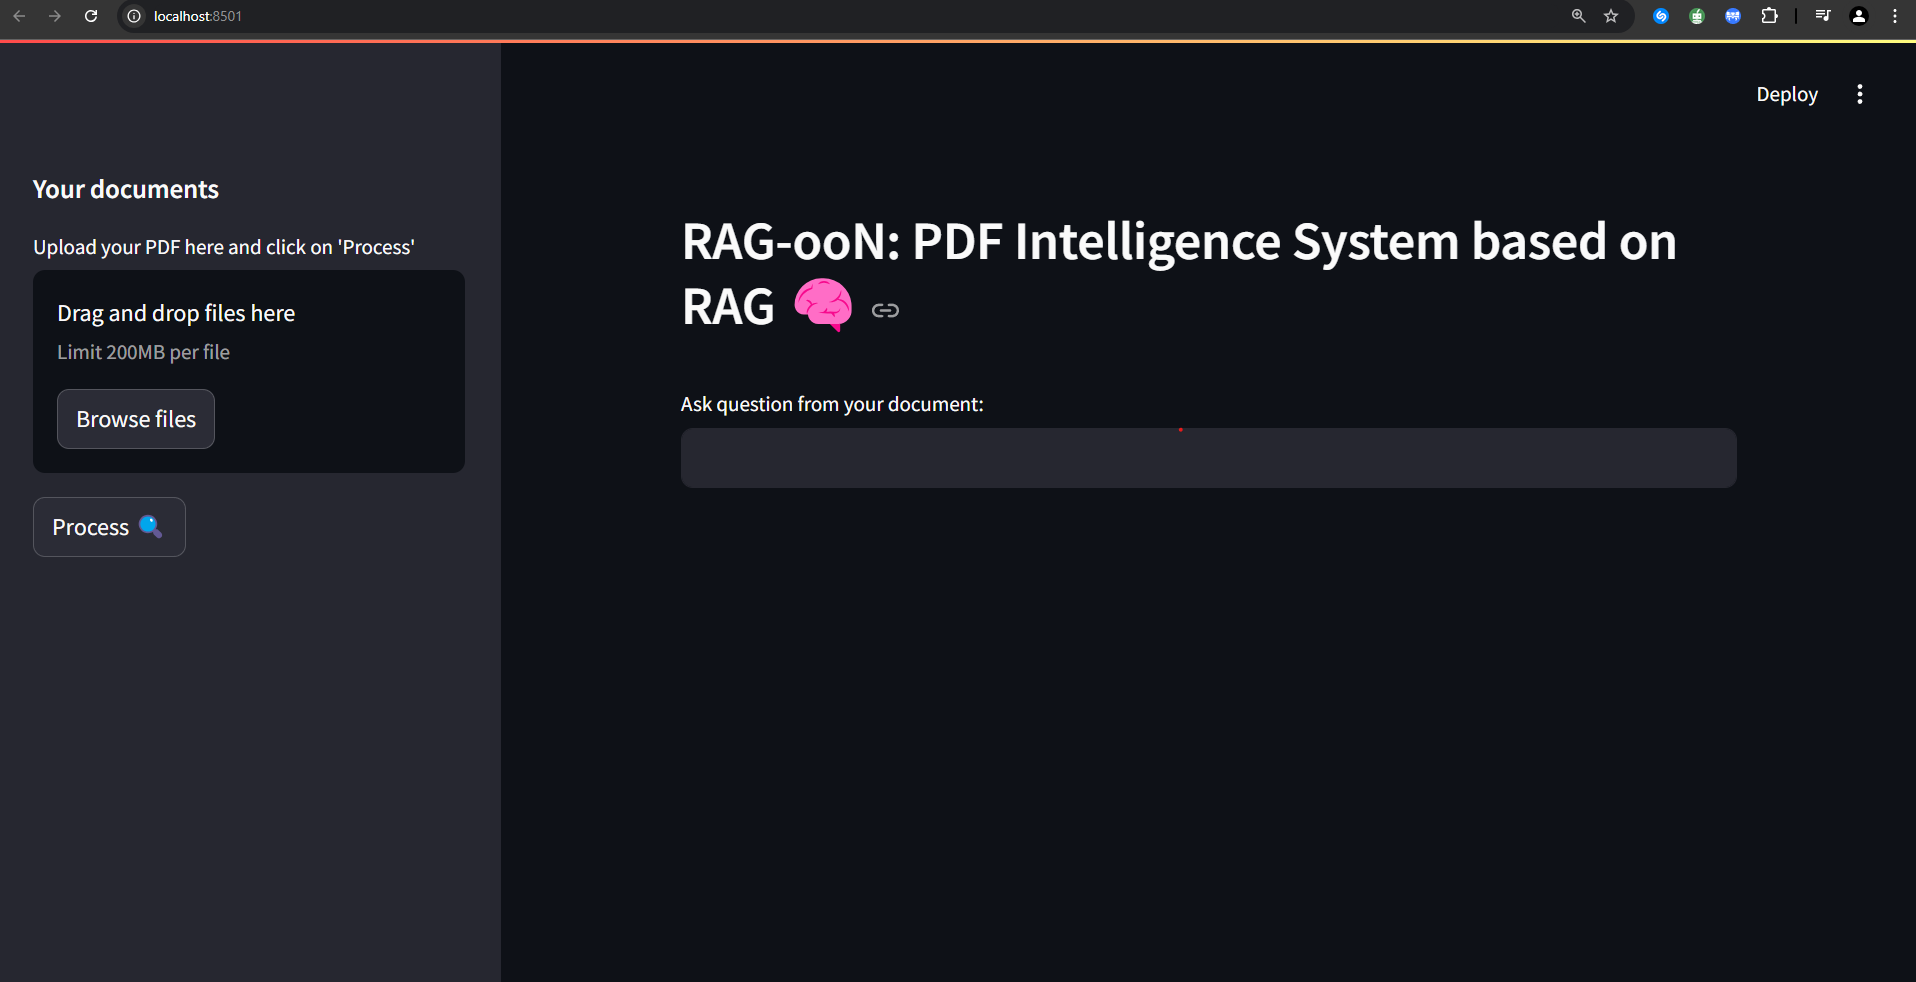 localhost:8501
Deploy
Your documents
Upload your PDF here and click on 'Process'
Drag and drop files here
Limit 200MB per file
Browse files
Process
RAG-ooN: PDF Intelligence System based on
RAG
Ask question from your document: